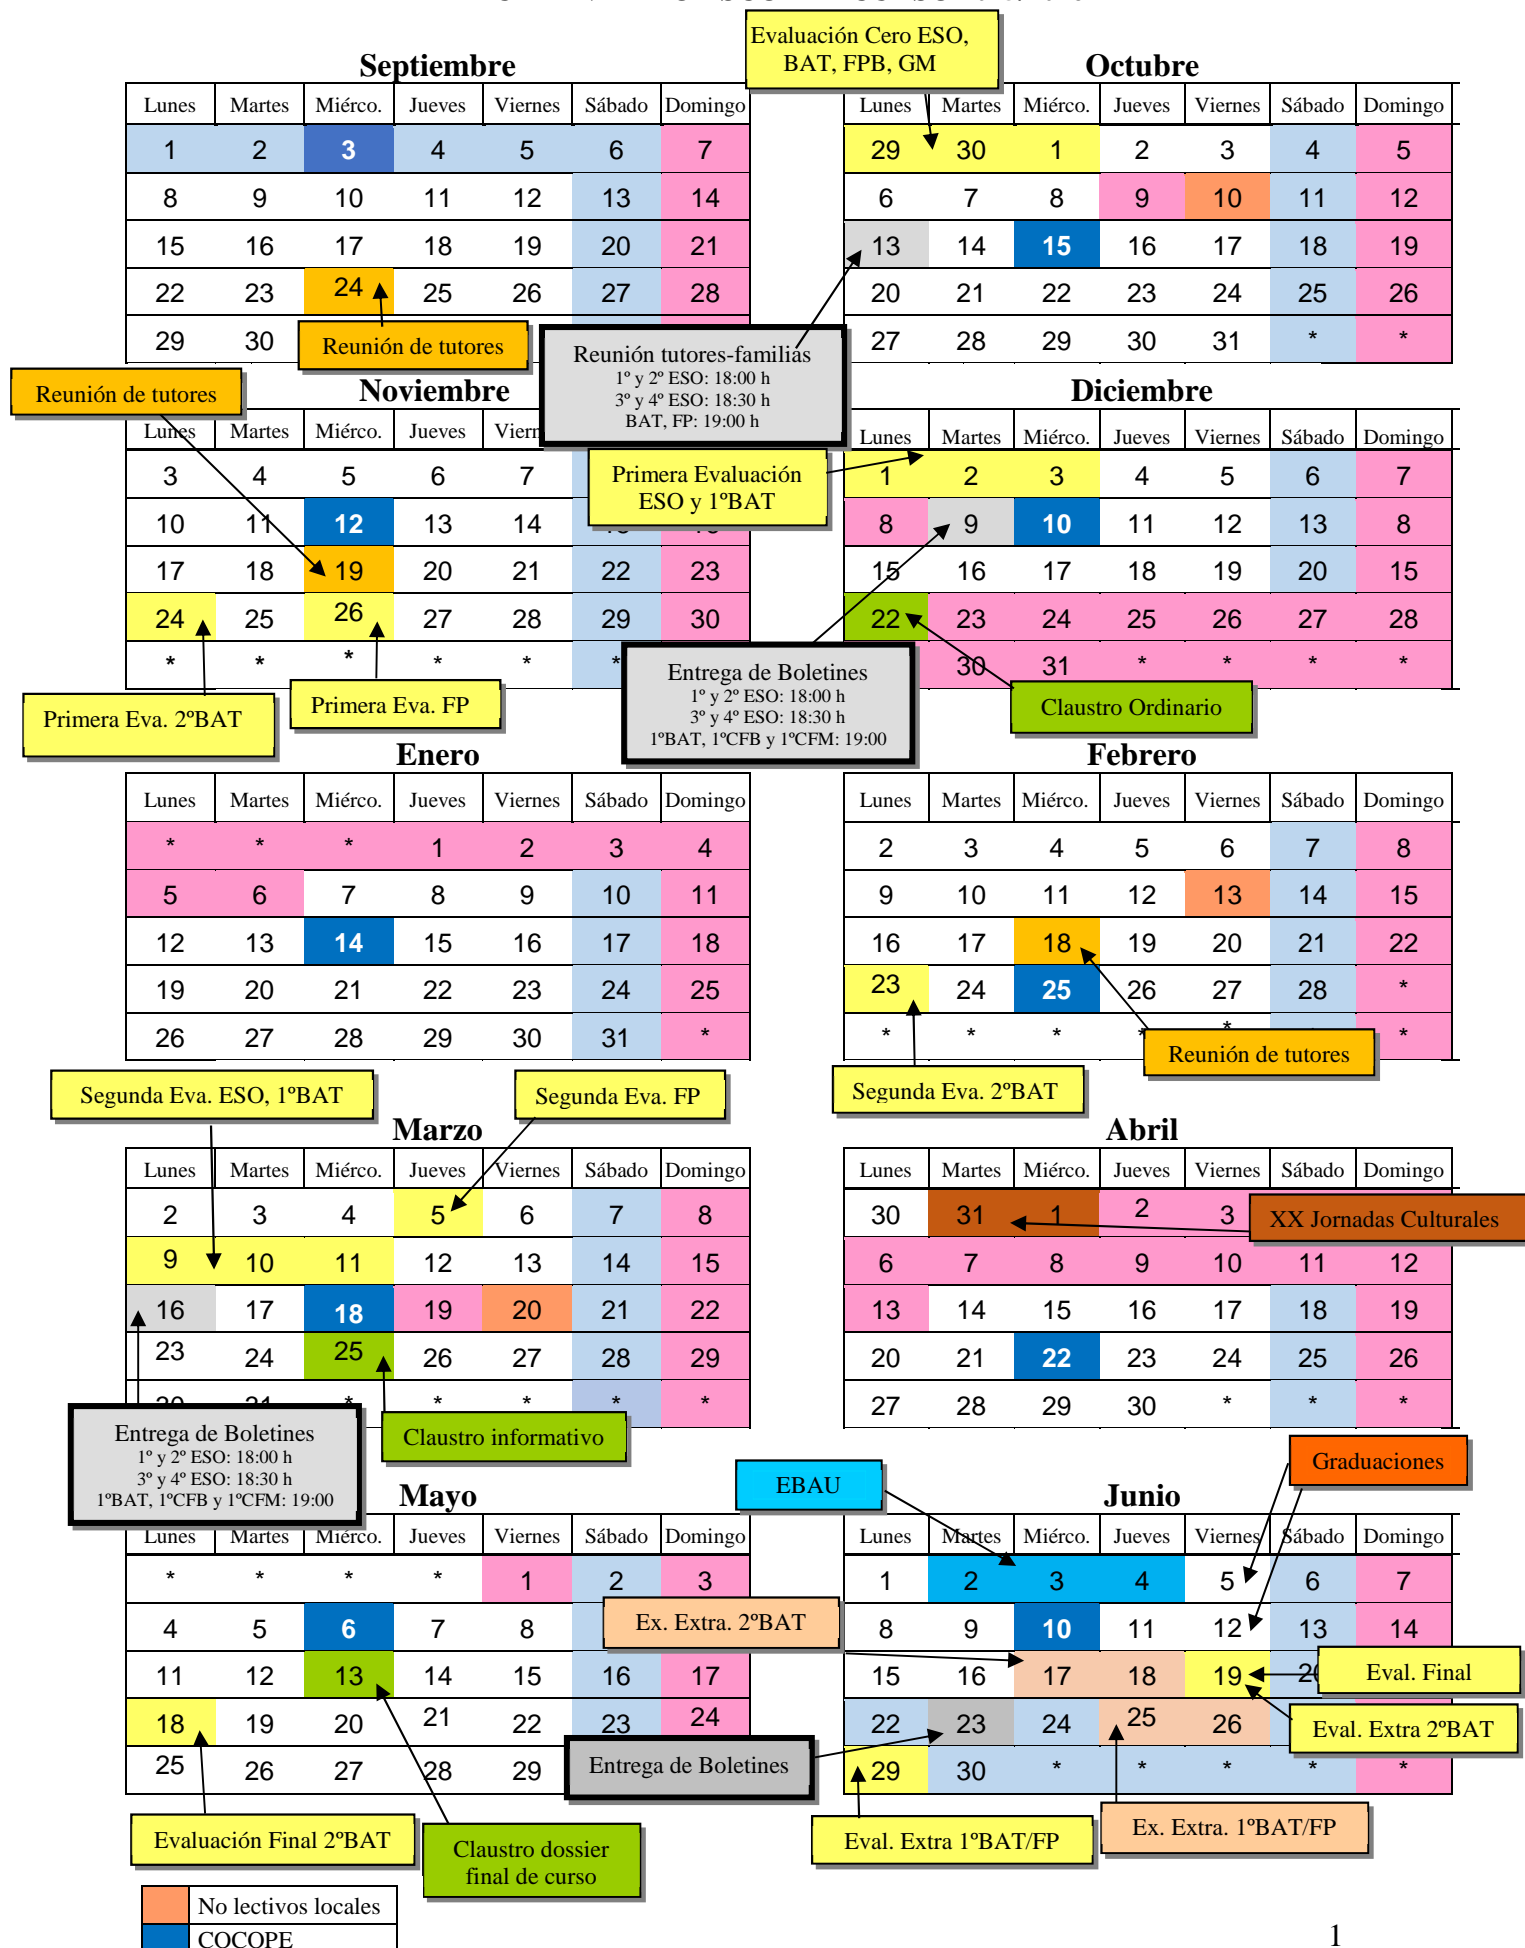 Evaluación Cero ESO,
BAT, FPB, GM
Septiembre
Lunes Martes Miérco. Jueves Viernes Sábado Domingo
1 2 3 4 5 6 7
8 9 10 11 12 13 14
15 16 17 18 19 20 21
22 23 24 25 26 27 28
29 30
Reunión de tutores
Octubre
Lunes Martes Miérco. Jueves Viernes Sábado Domingo
29 30 1 2 3 4 5
6 7 8 9 10 11 12
13 14 15 16 17 18 19
20 21 22 23 24 25 26
27 28 29 30 31 * *
Reunión tutores-familias
1º y 2º ESO: 18:00 h
3º y 4º ESO: 18:30 h
BAT, FP: 19:00 h
Reunión de tutores
Noviembre
Lunes Martes Miérco. Jueves
3 4 5 6 7
10 11 12 13 14
17 18 19 20 21 22 23
24 25 26 27 28 29 30
* * * * * *
Primera Eva. 2ºBAT
Primera Eva. FP
Diciembre
Lunes Martes Miérco. Jueves Viernes Sábado Domingo
Primera Evaluación
ESO y 1ºBAT
1 2 3 4 5 6 7
8 9 10 11 12 13 8
15 16 17 18 19 20 15
22 23 24 25 26 27 28
30 31 * * * *
Entrega de Boletines
1º y 2º ESO: 18:00 h
3º y 4º ESO: 18:30 h
1ºBAT, 1ºCFB y 1ºCFM: 19:00
Claustro Ordinario
Enero
Lunes Martes Miérco. Jueves Viernes Sábado Domingo
* * * 1 2 3 4
5 6 7 8 9 10 11
12 13 14 15 16 17 18
19 20 21 22 23 24 25
26 27 28 29 30 31 *
Febrero
Lunes Martes Miérco. Jueves Viernes Sábado Domingo
2 3 4 5 6 7 8
9 10 11 12 13 14 15
16 17 18 19 20 21 22
23 24 25 26 27 28 *
* * * * * *
Reunión de tutores
Segunda Eva. 2ºBAT
Segunda Eva. ESO, 1ºBAT
Segunda Eva. FP
Marzo
Lunes Martes Miérco. Jueves Viernes Sábado Domingo
2 3 4 5 6 7 8
9 10 11 12 13 14 15
16 17 18 19 20 21 22
23 24 25 26 27 28 29
* * * * *
Entrega de Boletines
1º y 2º ESO: 18:00 h
3º y 4º ESO: 18:30 h
1ºBAT, 1ºCFB y 1ºCFM: 19:00
Claustro informativo
Abril
Lunes Martes Miérco. Jueves Viernes Sábado Domingo
30 31 1 2 3
XX Jornadas Culturales
6 7 8 9 10 11 12
13 14 15 16 17 18 19
20 21 22 23 24 25 26
27 28 29 30 * * *
Mayo
Lunes Martes Miérco. Jueves Viernes Sábado Domingo
* * * * 1 2 3
4 5 6 7 8
11 12 13 14 15 16 17
18 19 20 21 22 23 24
25 26 27 28 29
Evaluación Final 2ºBAT
Claustro dossier
final de curso
EBAU
Graduaciones
Junio
Lunes Martes Miérco. Jueves Viernes Sábado Domingo
1 2 3 4 5 6 7
Ex. Extra. 2ºBAT
8 9 10 11 12 13 14
15 16 17 18 19 20
Eval. Final
22 23 24 25 26
Eval. Extra 2ºBAT
Entrega de Boletines
29 30 * * * * *
Eval. Extra 1ºBAT/FP
Ex. Extra. 1ºBAT/FP
No lectivos locales
COCOPE
1